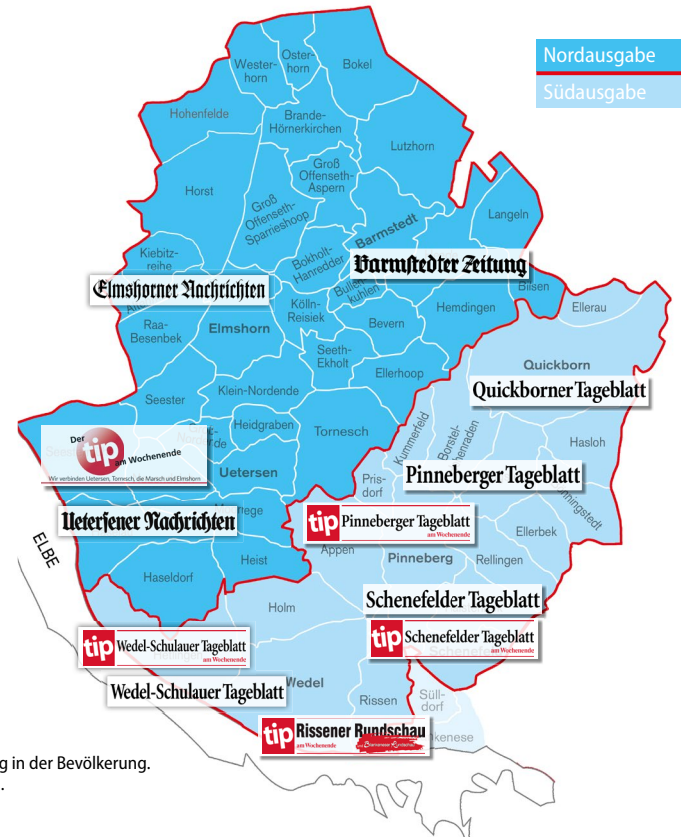 Nordausgabe
Südausgabe
Wester-
horn
Oster-
horn
Bokel
Hohenfelde
Brande-
Hörnerkirchen
Lutzhorn
Groß
Offenseth-
Aspern
Horst
Groß
Offenseth-
Sparrieshoop
Langeln
Barmstedt
Kiebitz-
reihe
Bokholt-
Hanredder
Barmstedter Zeitung
Elmshorner Nachrichten
Bilsen
Kölln-
Reisiek
Hemdingen
Ellerau
Raa-
Besenbek
Elmshorn
Bevern
Seeth-
Ekholt
Ellerhoop
Quickborn
Klein-Nordende
Quickborner Tageblatt
Seester
Heidgraben
Tornesch
Kummerfeld
Hasloh
Der
tip
am Wochenende
Wir verbinden Uetersen, Tornesch, die Marsch und Elmshorn
Uetersen
Pinneberger Tageblatt
Pris-
dorf
Ueterſener Nachrichten
tip Pinneberger Tageblatt
am Wochenende
Ellerbek
ELBE
Heist
Appen
Pinneberg
Rellingen
Haseldorf
Holm
Schenefelder Tageblatt
tip Schenefelder Tageblatt
am Wochenende
tip Wedel-Schulauer Tageblatt
am Wochenende
Wedel
Wedel-Schulauer Tageblatt
Rissen
Süll-
dorf
tip Rissener Rundschau
am Wochenende
g in der Bevölkerung.